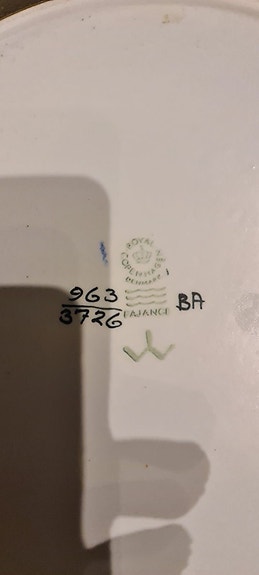 ROYAL
COPENHAGEN
DENMARK
963
3726
FAJANCE
BA